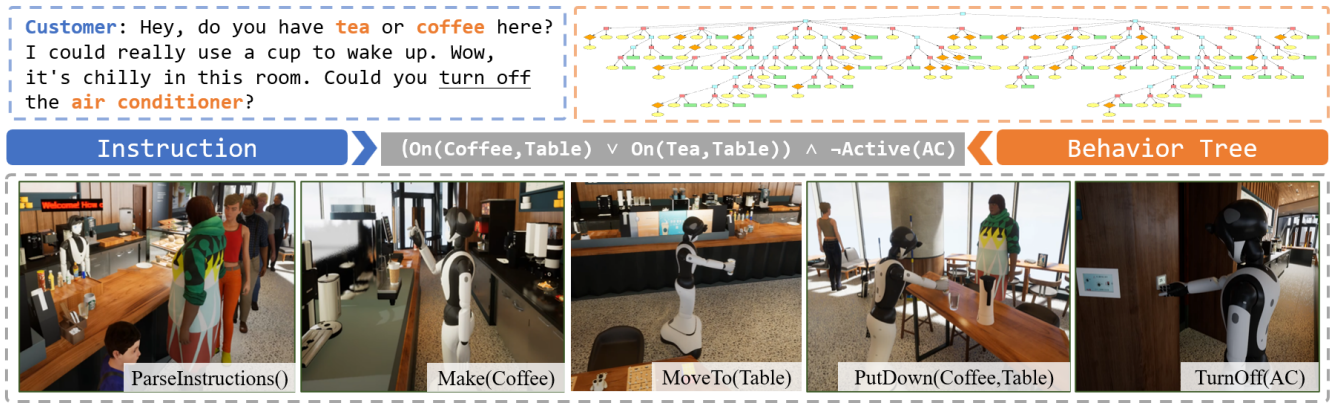 Customer: Hey, do you have tea or coffee here?
I could really use a cup to wake up. Wow,
it's chilly in this room. Could you turn off
the air conditioner?
Instruction
(On(Coffee,Table) ∨ On(Tea,Table)) ∧ ¬Active(AC)
Behavior Tree
Welcome!
ParseInstructions()
Make(Coffee)
MoveTo(Table)
PutDown(Coffee,Table)
TurnOff(AC)